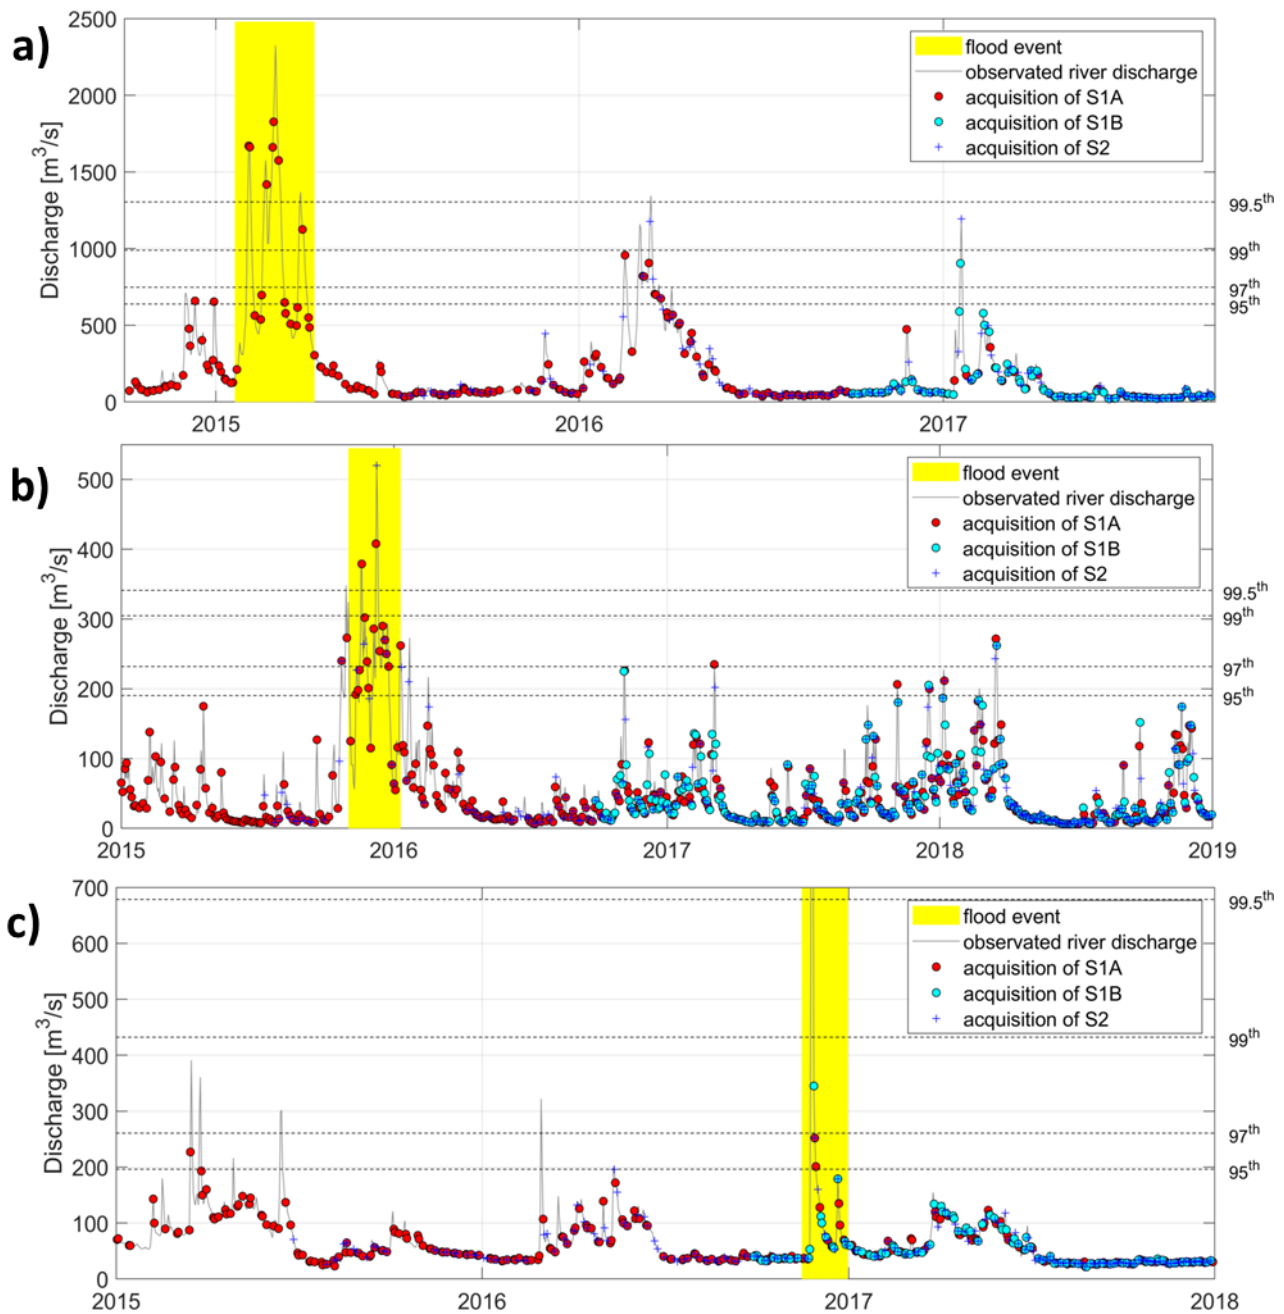 a)
2500
2000
1500
1000
500
0
Discharge [m³/s]
2015
2016
2017
flood event
observated river discharge
acquisition of S1A
acquisition of S1B
acquisition of S2
99.5th
99th
97th
95th
b)
500
400
300
200
100
0
Discharge [m³/s]
2015
2016
2017
2018
2019
flood event
observated river discharge
acquisition of S1A
acquisition of S1B
acquisition of S2
99.5th
99th
97th
95th
c)
700
600
500
400
300
200
100
0
Discharge [m³/s]
2015
2016
2017
2018
flood event
observated river discharge
acquisition of S1A
acquisition of S1B
acquisition of S2
99.5th
99th
97th
95th